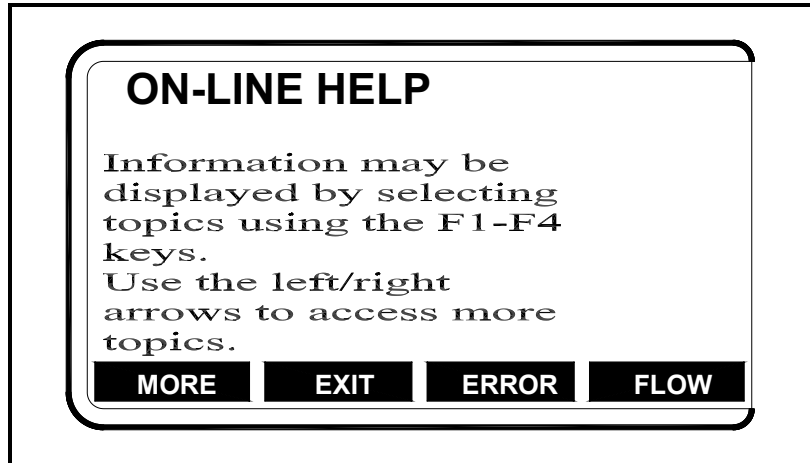 ON-LINE HELP
Information may be
displayed by selecting
topics using the F1-F4
keys.
Use the left/right
arrows to access more
topics.
MORE EXIT ERROR FLOW